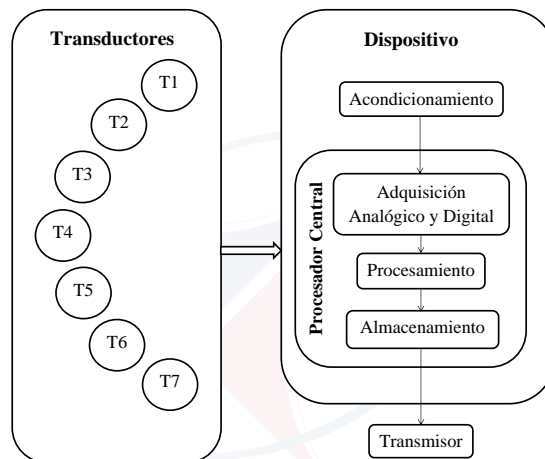 Transductores
T1
T2
T3
T4
T5
T6
T7
Dispositivo
Acondicionamiento
Procesador Central
Adquisición
Analógico y Digital
Procesamiento
Almacenamiento
Transmisor